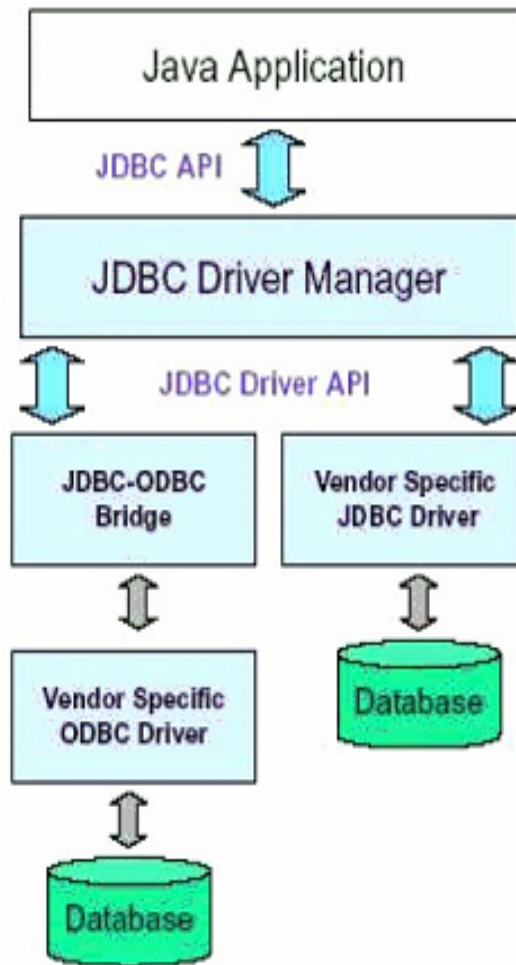 Java Application
JDBC API
JDBC Driver Manager
JDBC Driver API
JDBC-ODBC
Bridge
Vendor Specific
JDBC Driver
Vendor Specific
ODBC Driver
Database
Database